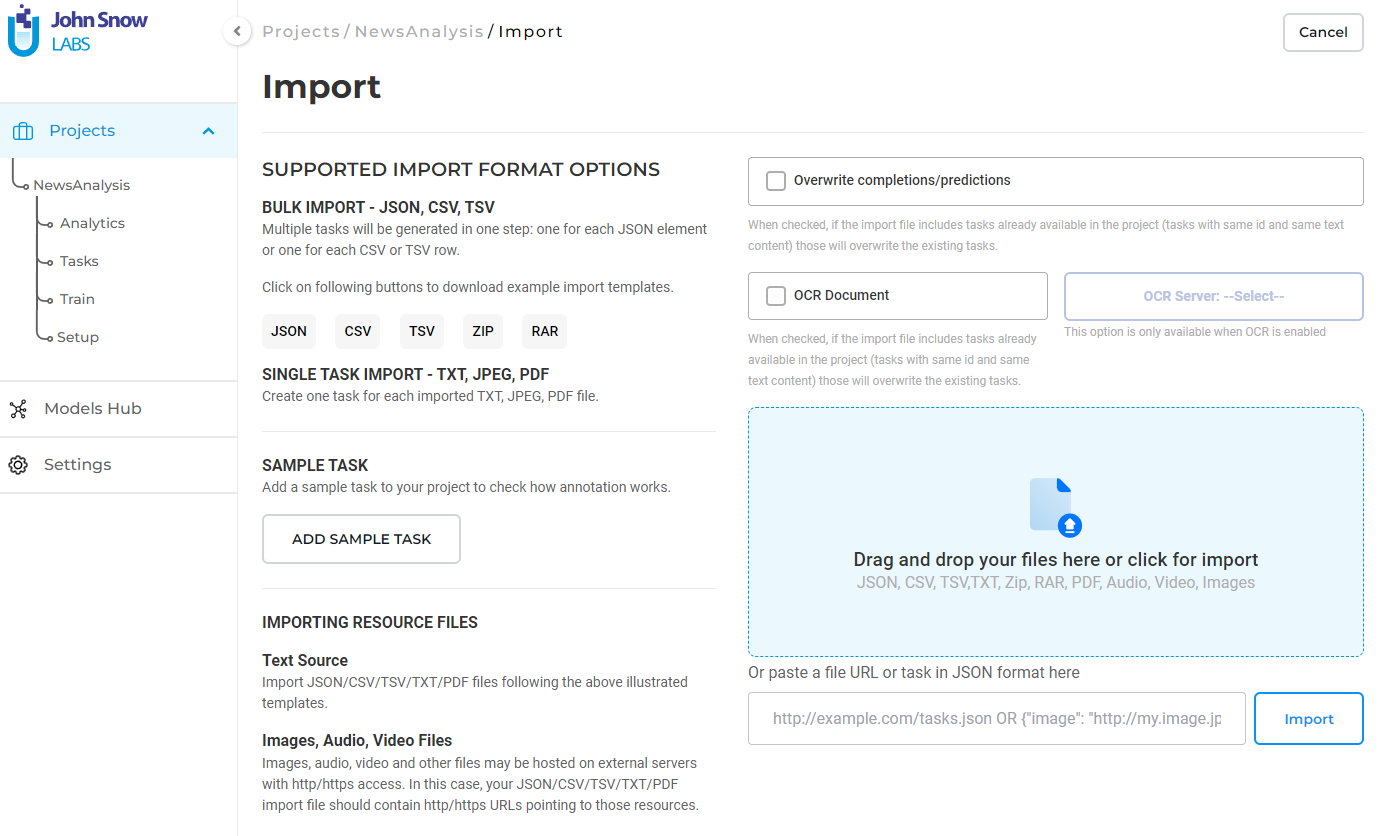 John Snow
LABS
Projects / NewsAnalysis / Import
Cancel
Import
Projects
NewsAnalysis
Analytics
Tasks
Train
Setup
Models Hub
Settings
SUPPORTED IMPORT FORMAT OPTIONS
BULK IMPORT - JSON, CSV, TSV
Multiple tasks will be generated in one step: one for each JSON element
or one for each CSV or TSV row.
Click on following buttons to download example import templates.
JSON CSV TSV ZIP RAR
SINGLE TASK IMPORT - TXT, JPEG, PDF
Create one task for each imported TXT, JPEG, PDF file.
SAMPLE TASK
Add a sample task to your project to check how annotation works.
ADD SAMPLE TASK
IMPORTING RESOURCE FILES
Text Source
Import JSON/CSV/TSV/TXT/PDF files following the above illustrated
templates.
Images, Audio, Video Files
Images, audio, video and other files may be hosted on external servers
with http/https access. In this case, your JSON/CSV/TSV/TXT/PDF
import file should contain http/https URLs pointing to those resources.
Overwrite completions/predictions
When checked, if the import file includes tasks already available in the project (tasks with same id and same text
content) those will overwrite the existing tasks.
OCR Document
OCR Server: --Select--
This option is only available when OCR is enabled
When checked, if the import file includes tasks already
available in the project (tasks with same id and same
text content) those will overwrite the existing tasks.
Drag and drop your files here or click for import
JSON, CSV, TSV,TXT, Zip, RAR, PDF, Audio, Video, Images
Or paste a file URL or task in JSON format here
http://example.com/tasks.json OR {"image": "http://my.image.jp
Import